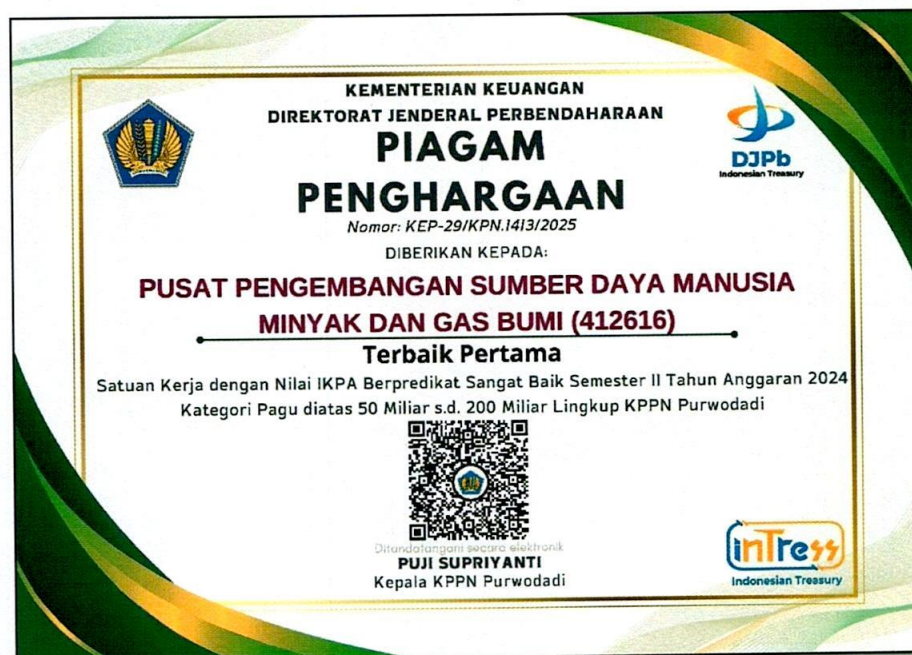 KEMENTERIAN KEUANGAN
DIREKTORAT JENDERAL PERBENDAHARAAN
PIAGAM
PENGHARGAAN
Nomor: KEP-29/KPN.1413/2025
DIBERIKAN KEPADA:
PUSAT PENGEMBANGAN SUMBER DAYA MANUSIA
MINYAK DAN GAS BUMI (412616)
Terbaik Pertama
Satuan Kerja dengan Nilai IKPA Berpredikat Sangat Baik Semester II Tahun Anggaran 2024
Kategori Pagu diatas 50 Miliar s.d. 200 Miliar Lingkup KPPN Purwodadi
Ditandatangani secara elektronik
PUJI SUPRIYANTI
Kepala KPPN Purwodadi
DJPb
Indonesian Treasury
inTress
Indonesian Treasury